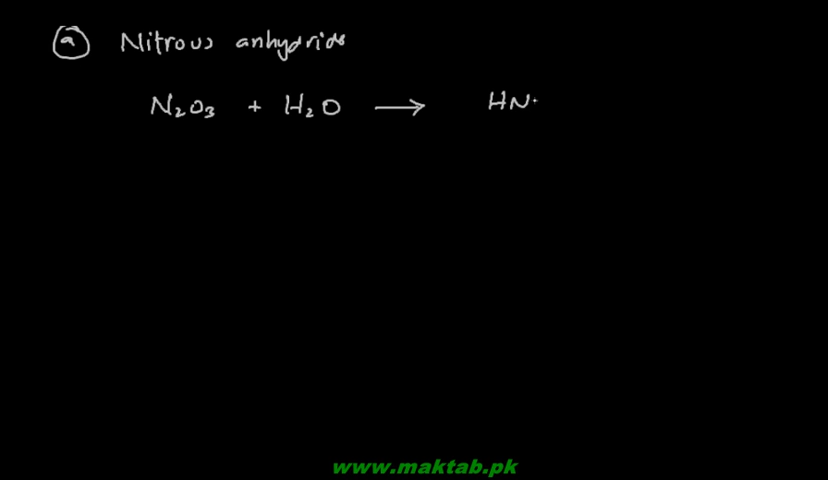 (a) Nitrous anhydride
N₂O₃ + H₂O → HN
www.maktab.pk